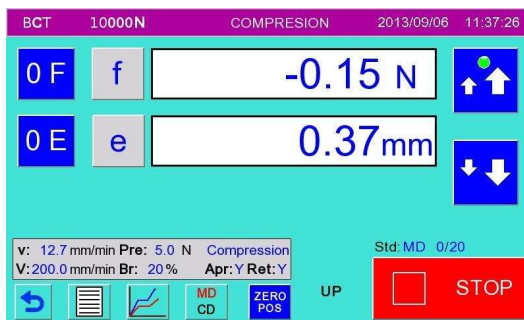 BCT 10000N COMPRESION 2013/09/06 11:37:26
0 F f -0.15 N
0 E e 0.37mm
v: 12.7 mm/min Pre: 5.0 N Compression
V:200.0 mm/min Br: 20% Apr:Y Ret:Y
Std: MD 0/20
MD CD
ZERO POS
UP
STOP